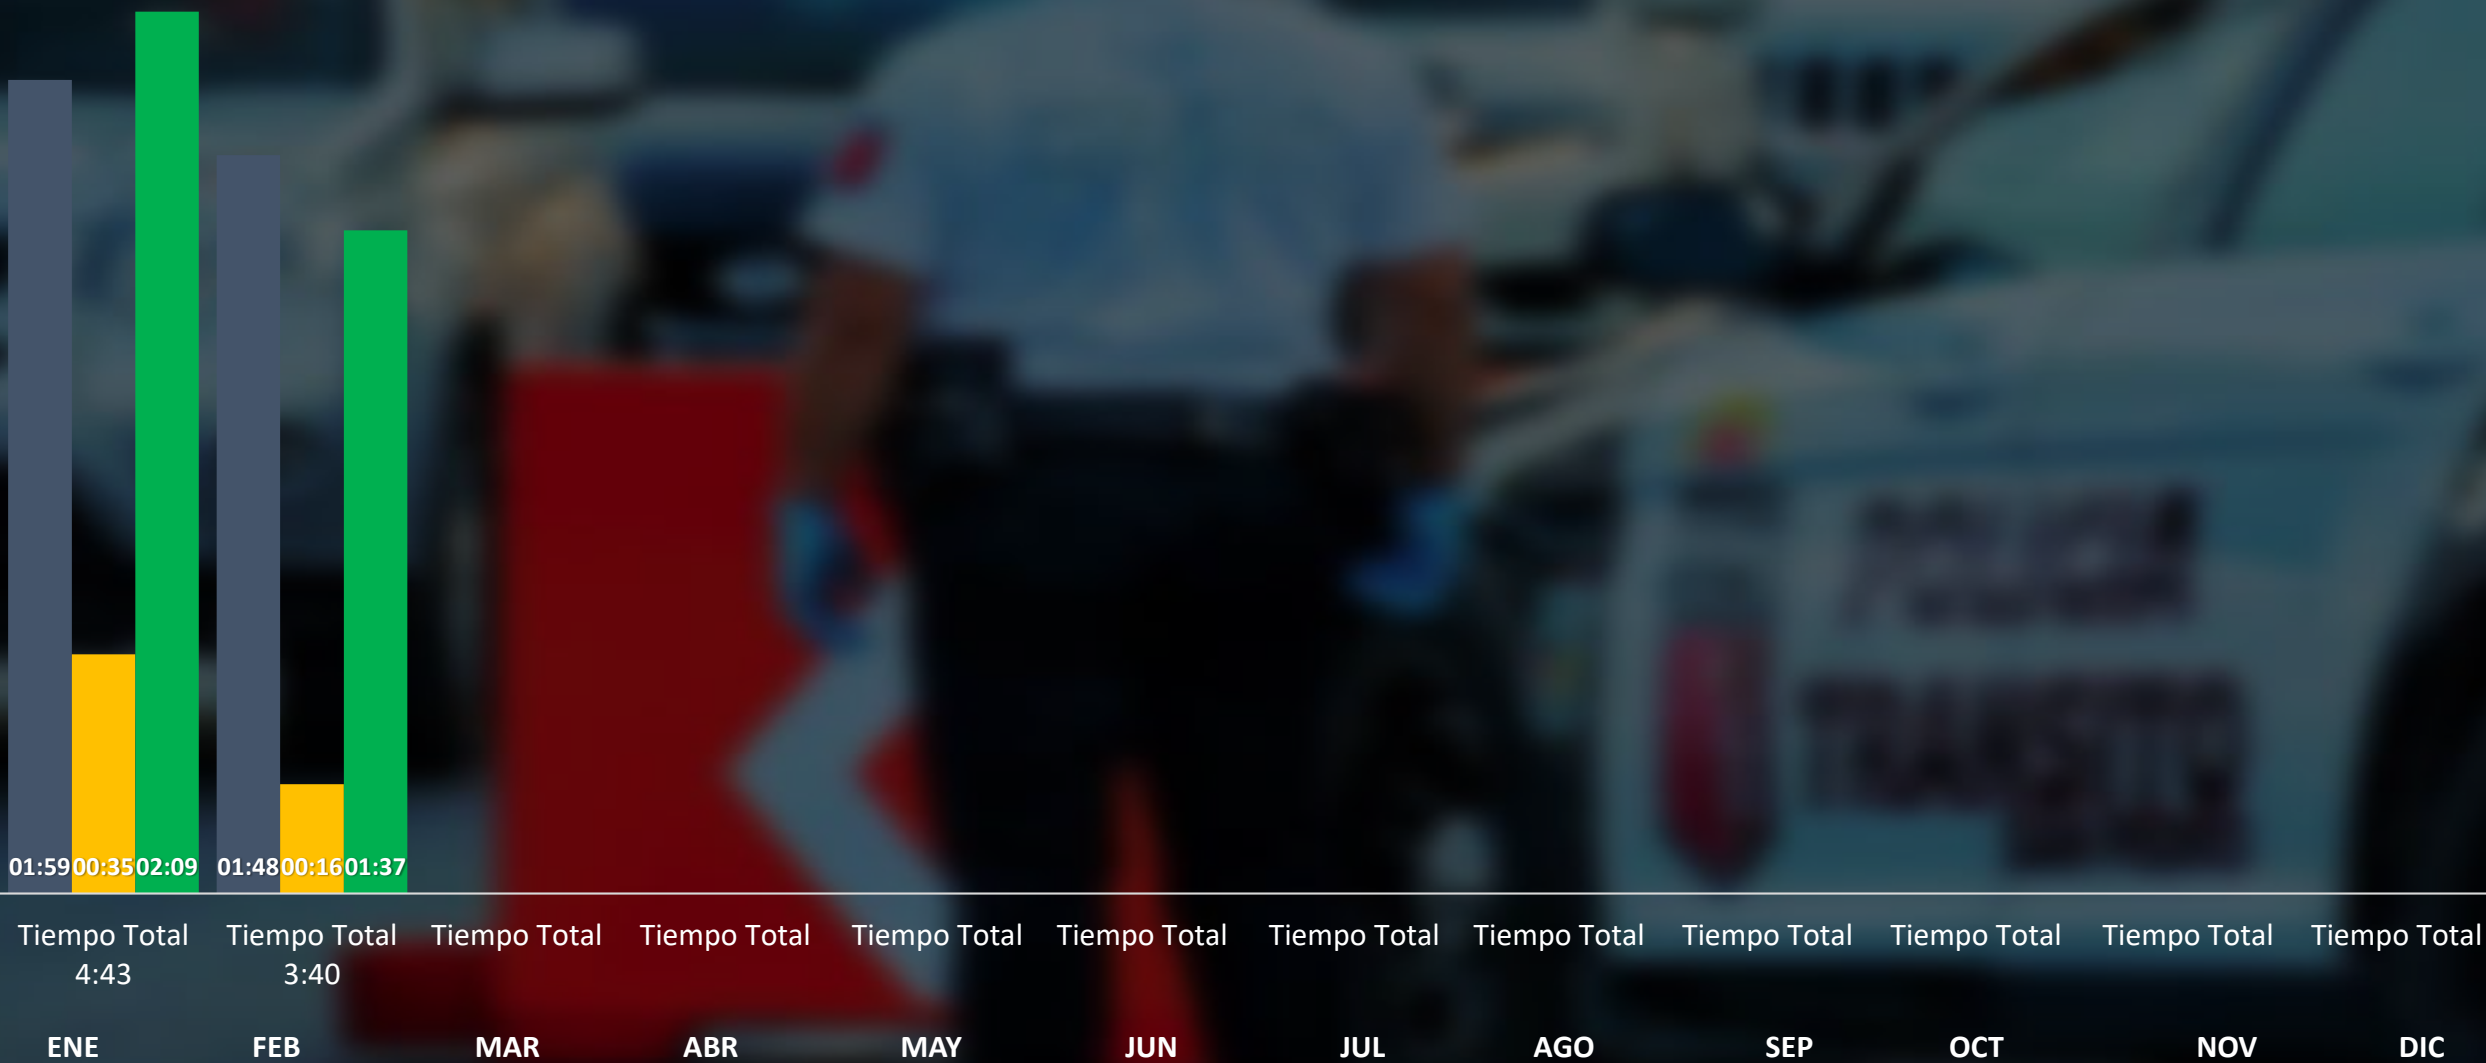 01:59 00:35 02:09 01:48 00:16 01:37
Tiempo Total Tiempo Total Tiempo Total Tiempo Total Tiempo Total Tiempo Total Tiempo Total Tiempo Total Tiempo Total Tiempo Total Tiempo Total Tiempo Total
4:43 3:40
ENE FEB MAR ABR MAY JUN JUL AGO SEP OCT NOV DIC